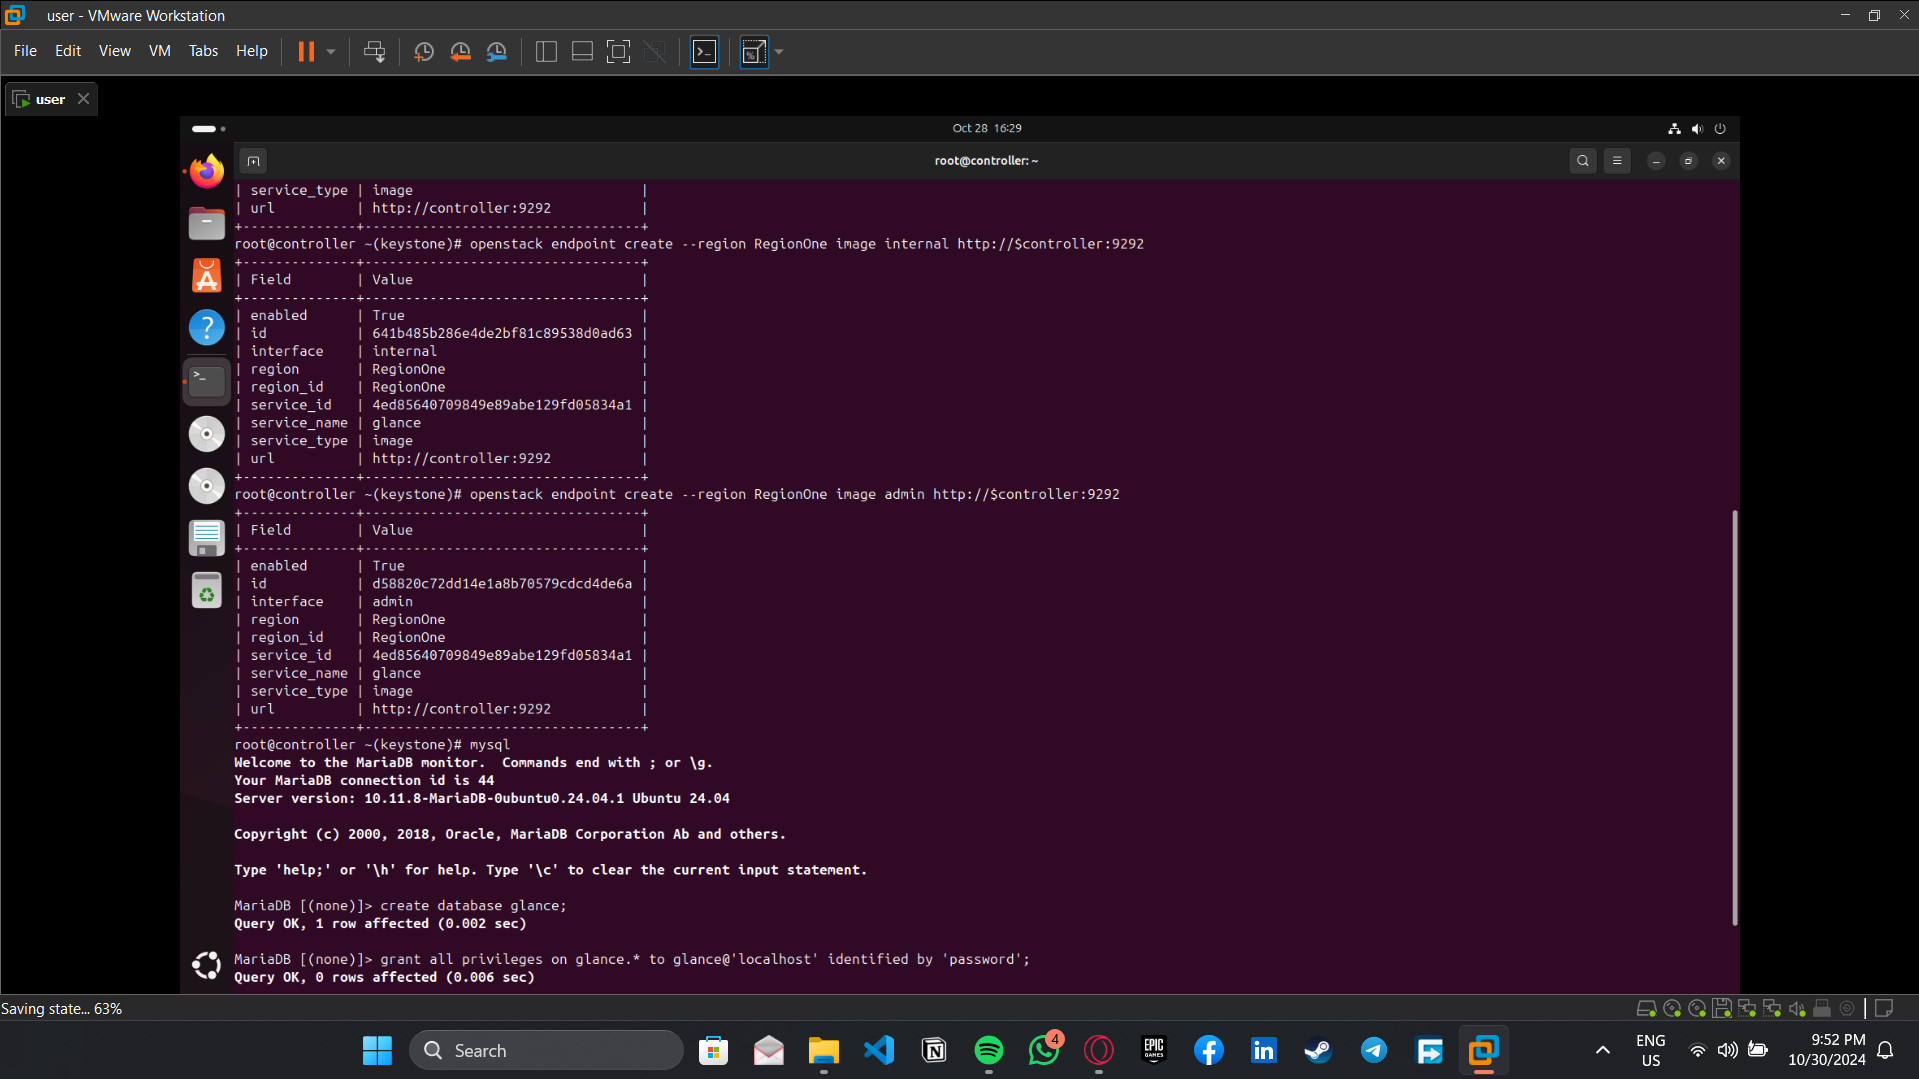 user - VMware Workstation
File Edit View VM Tabs Help
user
Oct 28 16:29
root@controller: ~
| service_type | image                            |
| url          | http://controller:9292           |
+--------------+----------------------------------+
root@controller ~(keystone)# openstack endpoint create --region RegionOne image internal http://$controller:9292
+--------------+----------------------------------+
| Field        | Value                            |
+--------------+----------------------------------+
| enabled      | True                             |
| id           | 641b485b286e4de2bf81c89538d0ad63 |
| interface    | internal                         |
| region       | RegionOne                        |
| region_id    | RegionOne                        |
| service_id   | 4ed85640709849e89abe129fd05834a1 |
| service_name | glance                           |
| service_type | image                            |
| url          | http://controller:9292           |
+--------------+----------------------------------+
root@controller ~(keystone)# openstack endpoint create --region RegionOne image admin http://$controller:9292
+--------------+----------------------------------+
| Field        | Value                            |
+--------------+----------------------------------+
| enabled      | True                             |
| id           | d58820c72dd14e1a8b70579cdcd4de6a |
| interface    | admin                            |
| region       | RegionOne                        |
| region_id    | RegionOne                        |
| service_id   | 4ed85640709849e89abe129fd05834a1 |
| service_name | glance                           |
| service_type | image                            |
| url          | http://controller:9292           |
+--------------+----------------------------------+
root@controller ~(keystone)# mysql
Welcome to the MariaDB monitor.  Commands end with ; or \g.
Your MariaDB connection id is 44
Server version: 10.11.8-MariaDB-0ubuntu0.24.04.1 Ubuntu 24.04
Copyright (c) 2000, 2018, Oracle, MariaDB Corporation Ab and others.
Type 'help;' or '\h' for help. Type '\c' to clear the current input statement.
MariaDB [(none)]> create database glance;
Query OK, 1 row affected (0.002 sec)
MariaDB [(none)]> grant all privileges on glance.* to glance@'localhost' identified by 'password';
Query OK, 0 rows affected (0.006 sec)
Saving state... 63%
Search
4
EPIC
GAMES
ENG
US
9:52 PM
10/30/2024